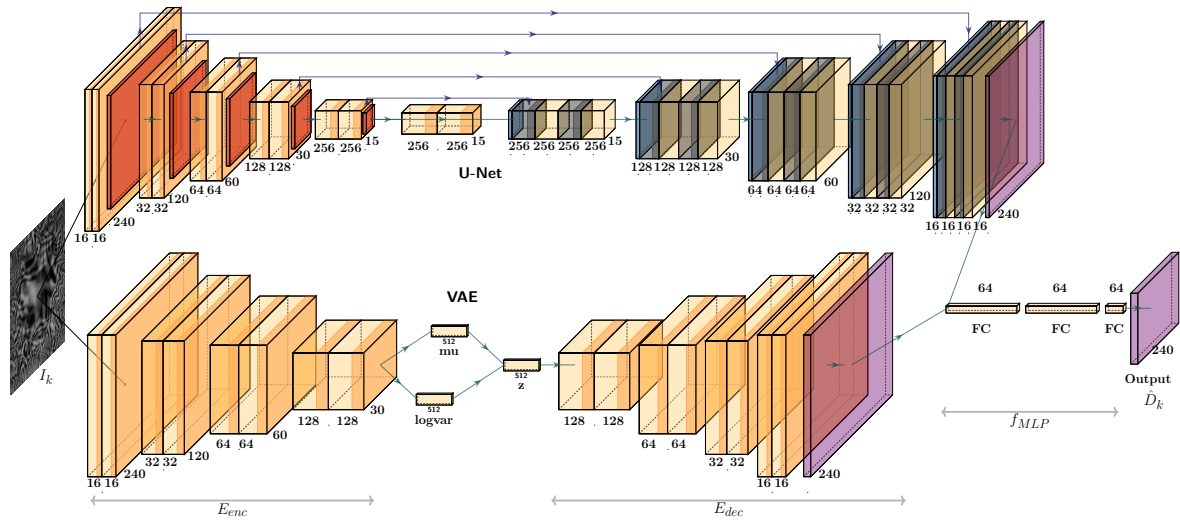 16 16
240
32 32
120
64 64
60
128 128
30
256 256
15
256 256
256 256 256 256
15
128 128 128 128
30
64 64 64 64
60
32 32 32 32
120
16 16 16 16
240
U-Net
I_k
16 16
240
32 32
120
64 64
60
128 128
30
VAE
512
mu
512
logvar
512
z
128 128
64 64
32 32
16 16
240
64
FC
64
FC
64
FC
240
Output
D̂_k
f_MLP
E_enc
E_dec